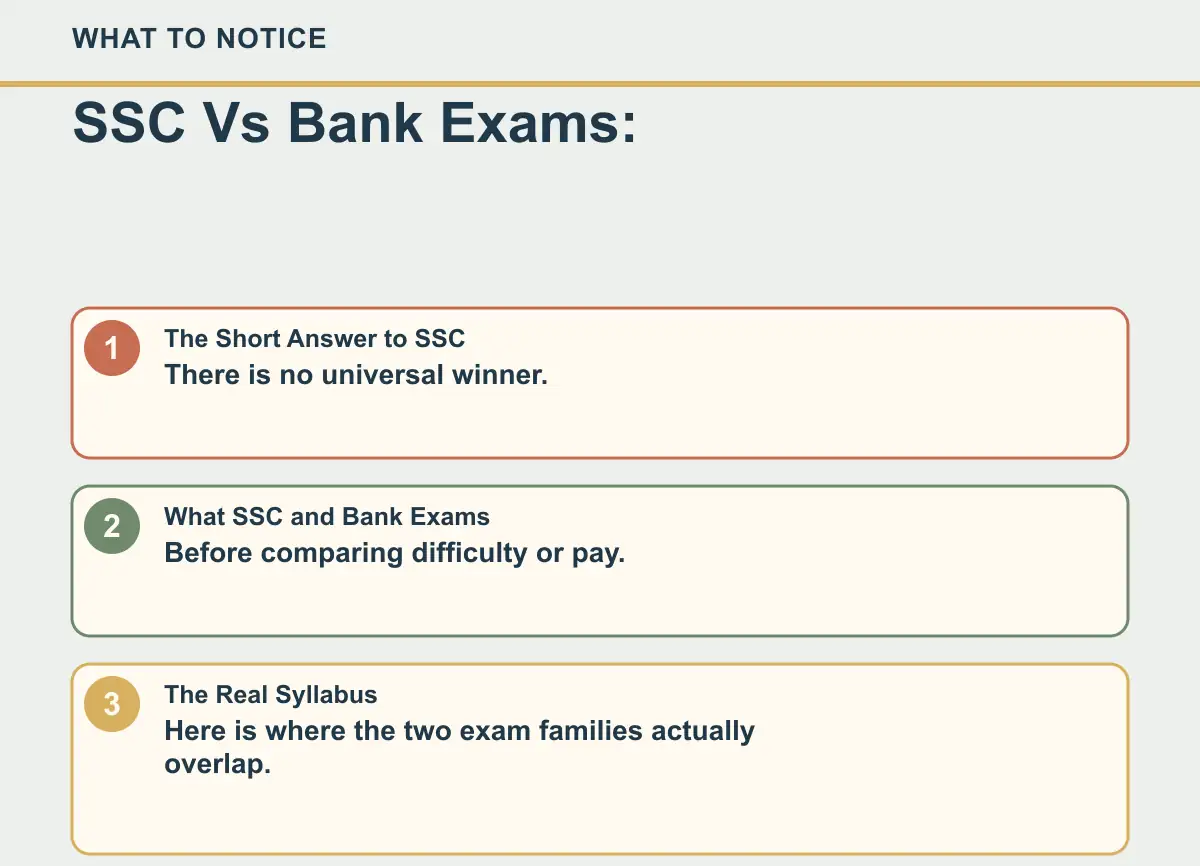 WHAT TO NOTICE
SSC Vs Bank Exams:
1
The Short Answer to SSC
There is no universal winner.
2
What SSC and Bank Exams
Before comparing difficulty or pay.
3
The Real Syllabus
Here is where the two exam families actually
overlap.